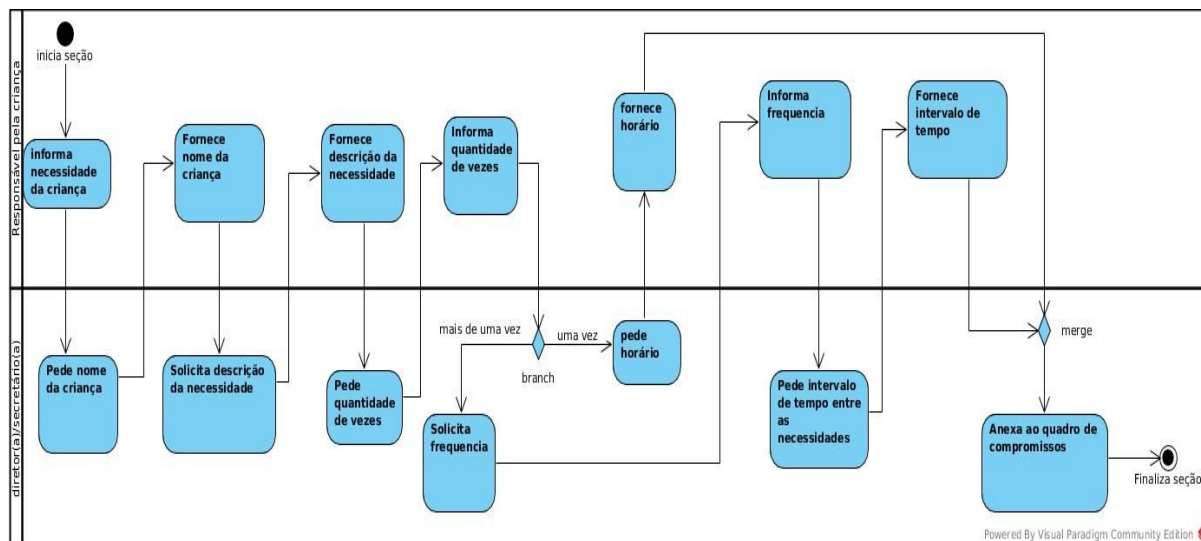 Responsável pela criança
inicia seção
informa
necessidade
da criança
Fornece
nome da
criança
Fornece
descrição da
necessidade
Informa
quantidade
de vezes
fornece
horário
Informa
frequencia
Fornece
intervalo de
tempo
diretor(a)/secretário(a)
Pede nome
da criança
Solicita descrição
da necessidade
Pede
quantidade
de vezes
mais de uma vez
uma vez
branch
Solicita
frequencia
pede
horário
Pede intervalo
de tempo entre
as
necessidades
merge
Anexa ao quadro de
compromissos
Finaliza seção
Powered By Visual Paradigm Community Edition